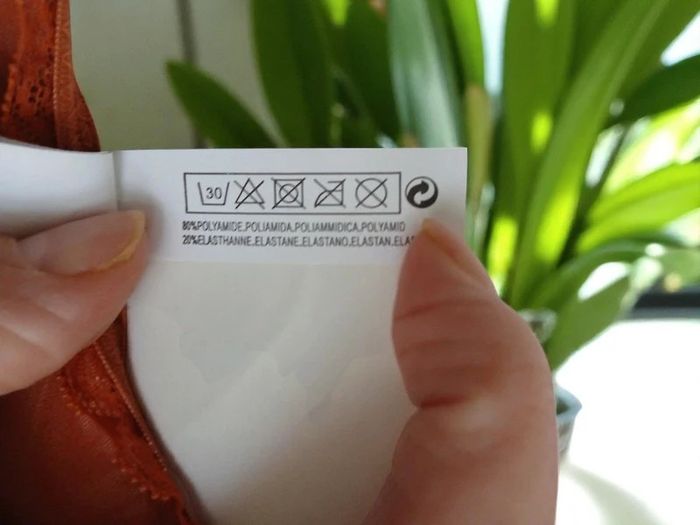 30
80%POLYAMIDE,POLIAMIDA,POLIAMMIDICA,POLYAMID
20%ELASTHANNE,ELASTANE,ELASTANO,ELASTAN,